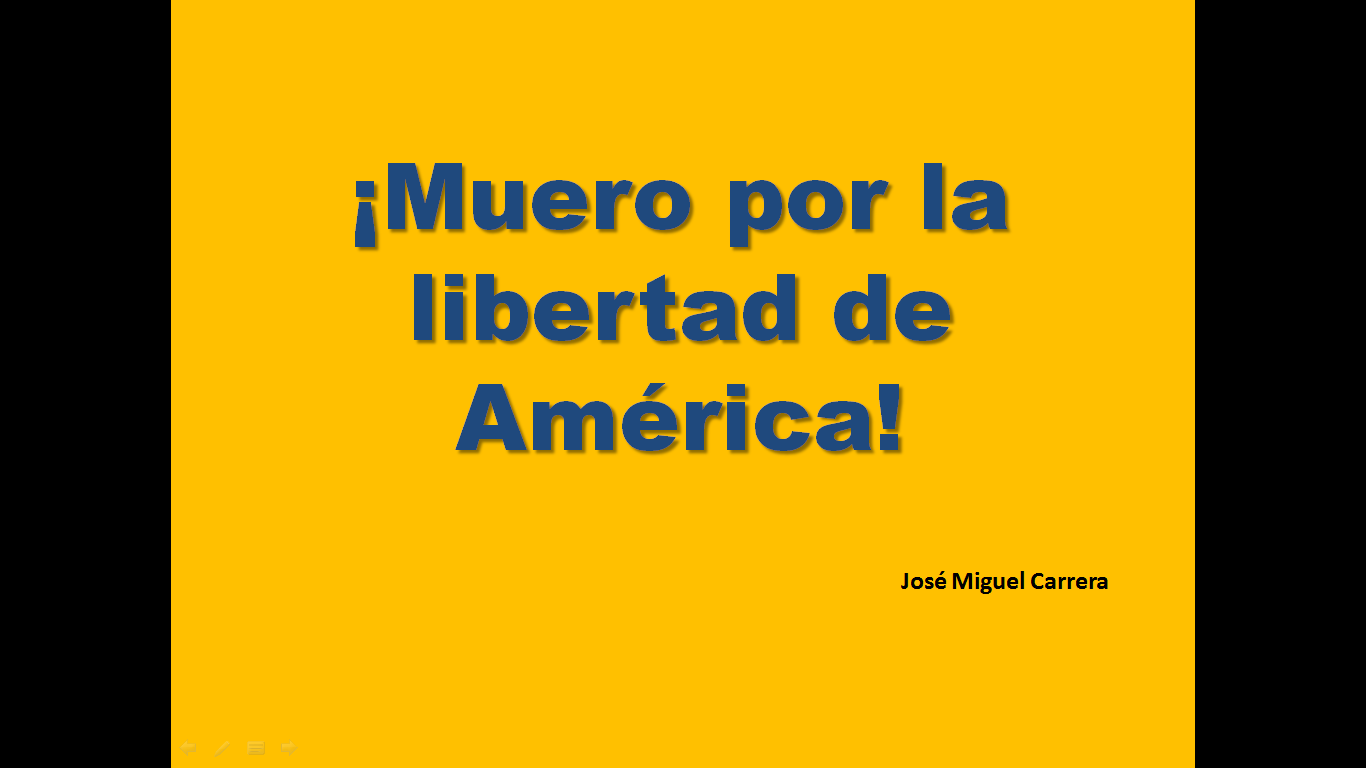 ¡Muero por la
libertad de
América!
José Miguel Carrera